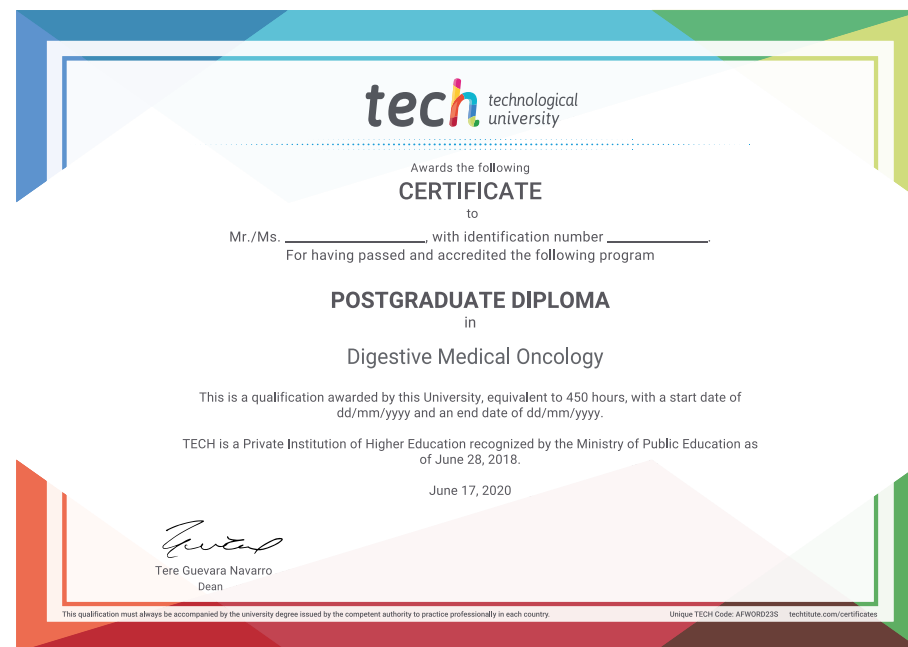 tech technological
university
Awards the following
CERTIFICATE
to
Mr./Ms. ____________________, with identification number ______________.
For having passed and accredited the following program
POSTGRADUATE DIPLOMA
in
Digestive Medical Oncology
This is a qualification awarded by this University, equivalent to 450 hours, with a start date of
dd/mm/yyyy and an end date of dd/mm/yyyy.
TECH is a Private Institution of Higher Education recognized by the Ministry of Public Education as
of June 28, 2018.
June 17, 2020
Tere Guevara Navarro
Dean
This qualification must always be accompanied by the university degree issued by the competent authority to practice professionally in each country. Unique TECH Code: AFWORD23S techtitute.com/certificates